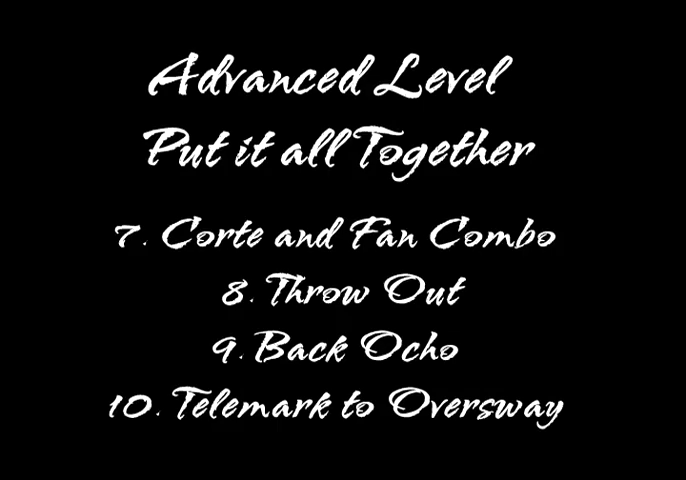 Advanced Level
Put it all Together
7. Corte and Fan Combo
8. Throw Out
9. Back Ocho
10. Telemark to Oversway